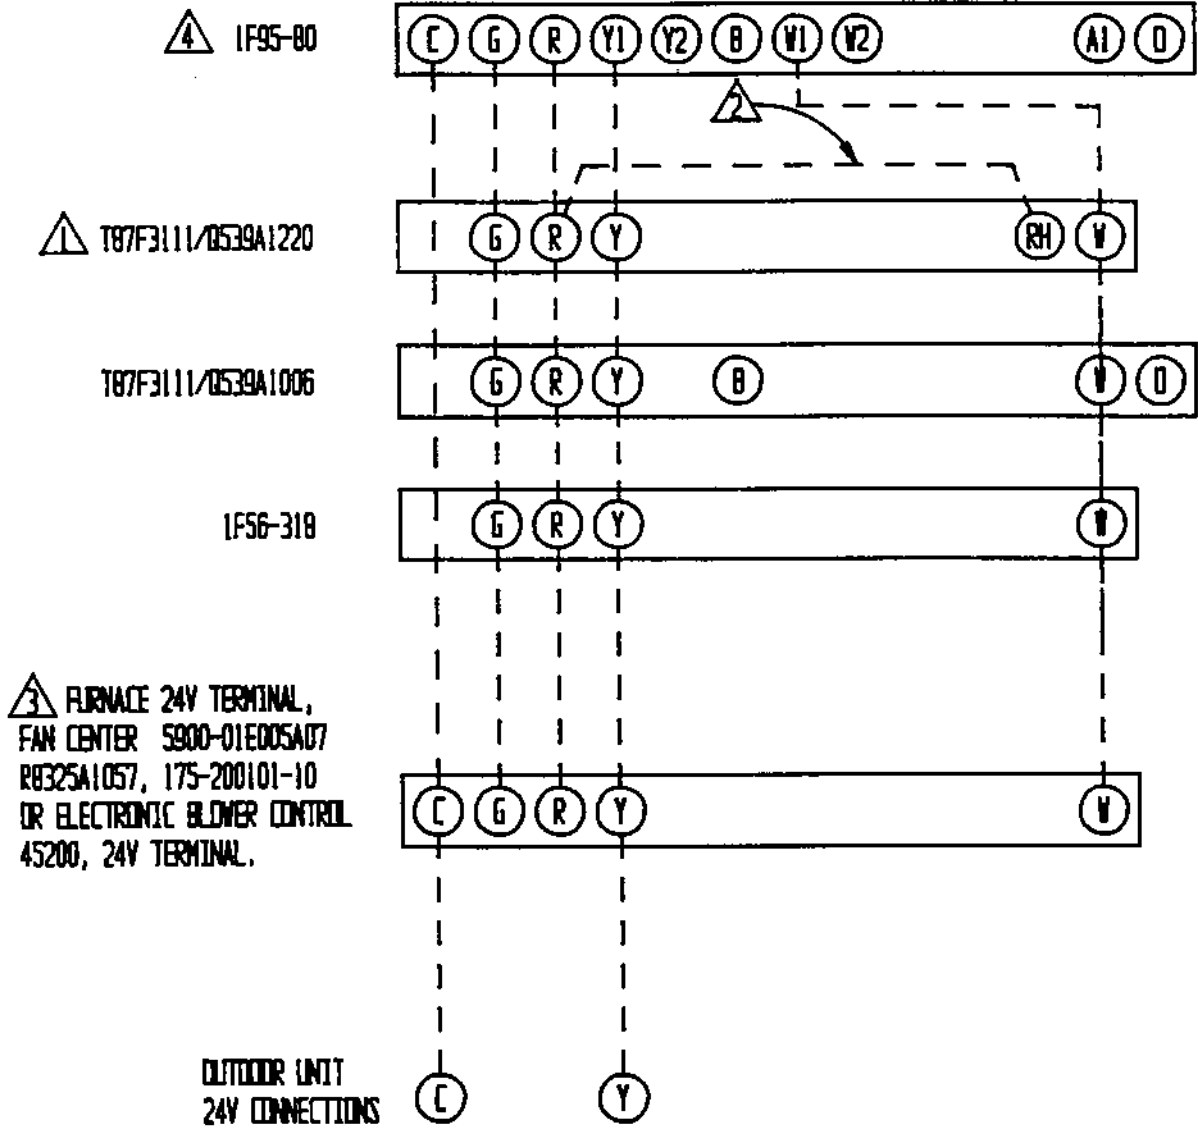 4 1F95-80 C G R Y1 Y2 B W1 W2 A1 O
2
1 T87F3111/Q539A1220 G R Y RH W
T87F3111/Q539A1006 G R Y B W O
1F56-318 G R Y W
3 FURNACE 24V TERMINAL,
FAN CENTER 5900-01E005A07
R8325A1057, 175-200101-10
OR ELECTRONIC BLOWER CONTROL
45200, 24V TERMINAL.
C G R Y W
OUTDOOR UNIT
24V CONNECTIONS
C Y